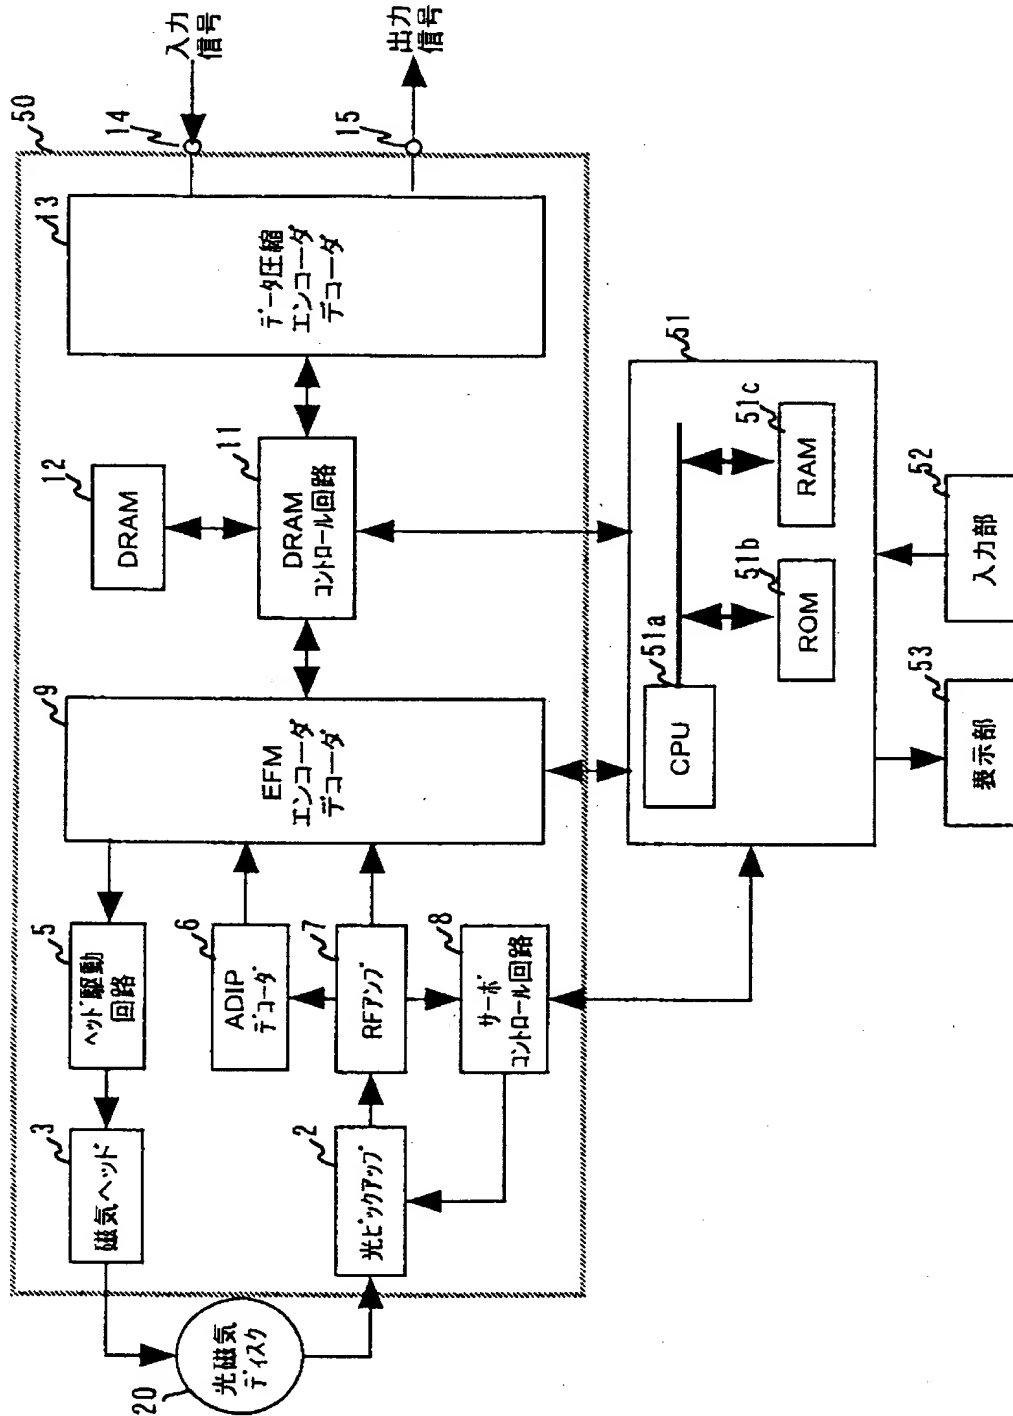 50
入力
信号
14
出力
信号
15
13
データ圧縮
エンコーダ
デコーダ
12
DRAM
11
DRAM
コントロール回路
9
EFM
エンコーダ
デコーダ
5
ヘッド駆動
回路
3
磁気ヘッド
6
ADIP
デコーダ
7
RFアンプ
8
サーボ
コントロール回路
2
光ピックアップ
光磁気
ディスク
20
51
51a
CPU
51b
ROM
51c
RAM
52
入力部
53
表示部